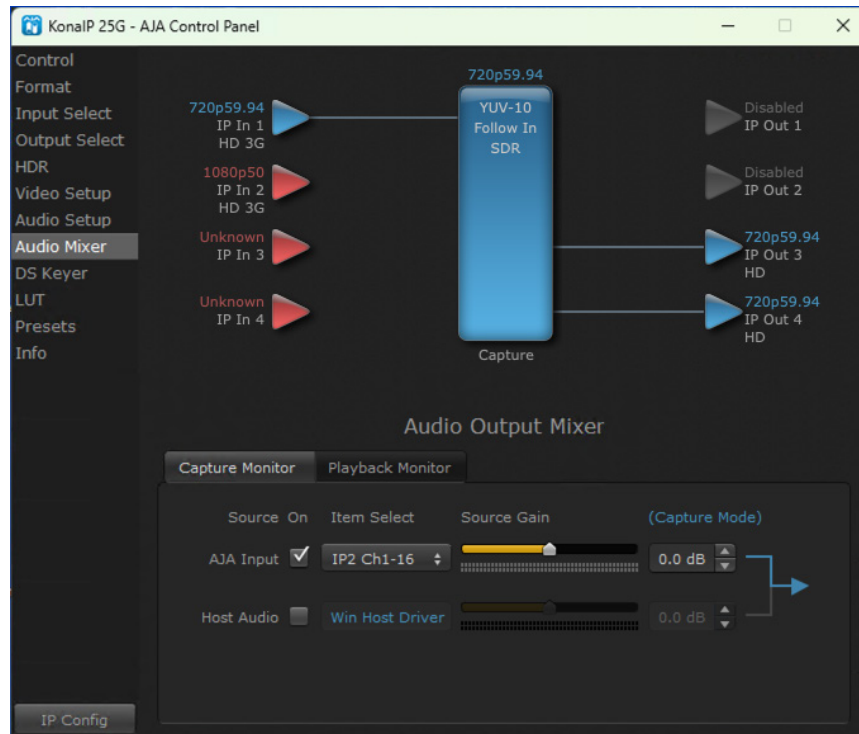 KonaIP 25G - AJA Control Panel
Control
Format
Input Select
Output Select
HDR
Video Setup
Audio Setup
Audio Mixer
DS Keyer
LUT
Presets
Info
IP Config
720p59.94
IP In 1
HD 3G
1080p50
IP In 2
HD 3G
Unknown
IP In 3
Unknown
IP In 4
720p59.94
YUV-10
Follow In
SDR
Capture
Disabled
IP Out 1
Disabled
IP Out 2
720p59.94
IP Out 3
HD
720p59.94
IP Out 4
HD
Audio Output Mixer
Capture Monitor Playback Monitor
Source On Item Select Source Gain (Capture Mode)
AJA Input IP2 Ch1-16 0.0 dB
Host Audio Win Host Driver 0.0 dB